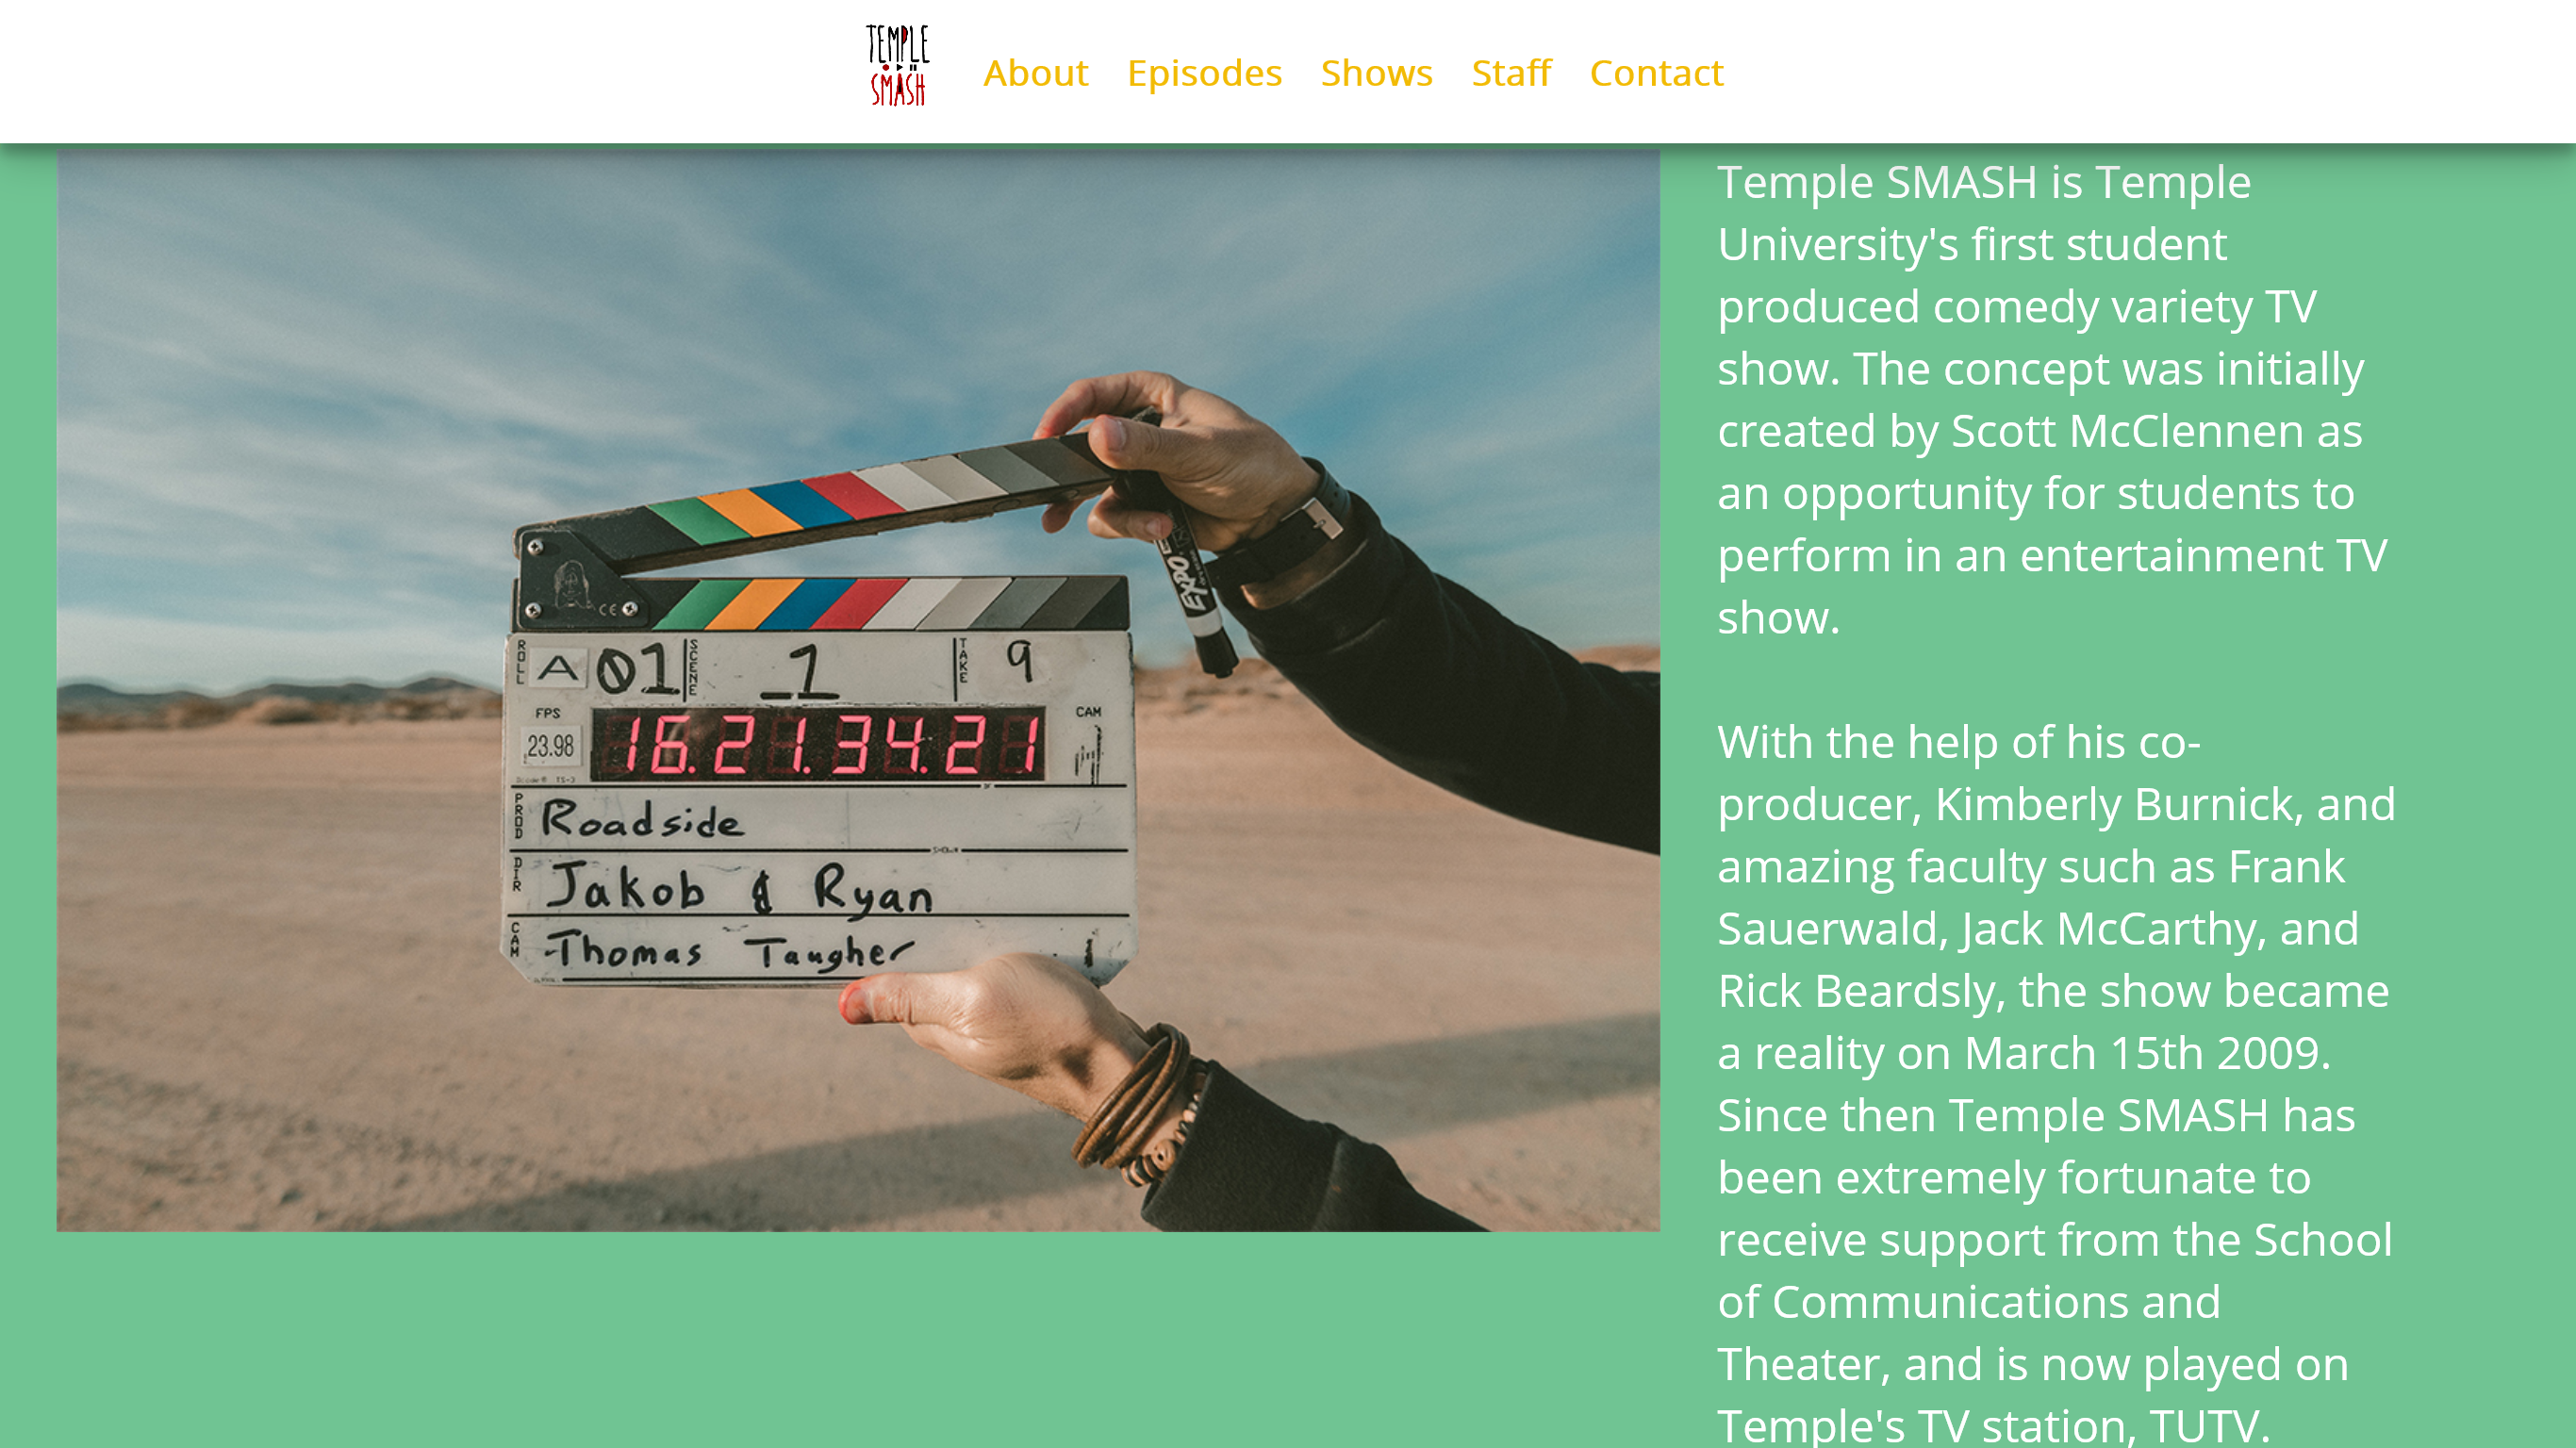 TEMPLE
SMASH
About Episodes Shows Staff Contact
Temple SMASH is Temple
University's first student
produced comedy variety TV
show. The concept was initially
created by Scott McClennen as
an opportunity for students to
perform in an entertainment TV
show.
With the help of his co-
producer, Kimberly Burnick, and
amazing faculty such as Frank
Sauerwald, Jack McCarthy, and
Rick Beardsly, the show became
a reality on March 15th 2009.
Since then Temple SMASH has
been extremely fortunate to
receive support from the School
of Communications and
Theater, and is now played on
Temple's TV station, TUTV.
EXPO
CE
ROLL A 01 SCENE 1 TAKE 9
FPS CAM
23.98 16.21.34.21
PROD Roadside
DIR Jakob & Ryan
CAM Thomas Taugher